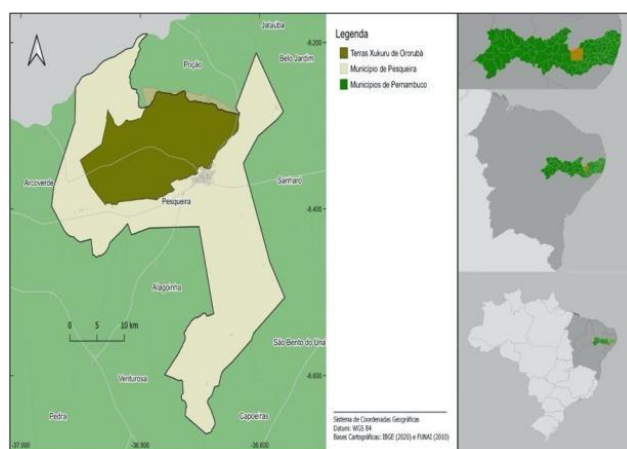 Jataúba
-8.200
Poção
Belo Jardim
Arcoverde
Sanharó
Pesqueira
-8.400
Alagoinha
0 5 10 km
São Bento do Una
-8.600
Venturosa
Pedra
Capoeiras
-37.000
-36.800
-36.600
Legenda
Terras Xukuru de Ororubá
Município de Pesqueira
Municípios de Pernambuco
Sistema de Coordenadas Geográficas
Datum: WGS 84
Bases Cartográficas: IBGE (2020) e FUNAI (2010)